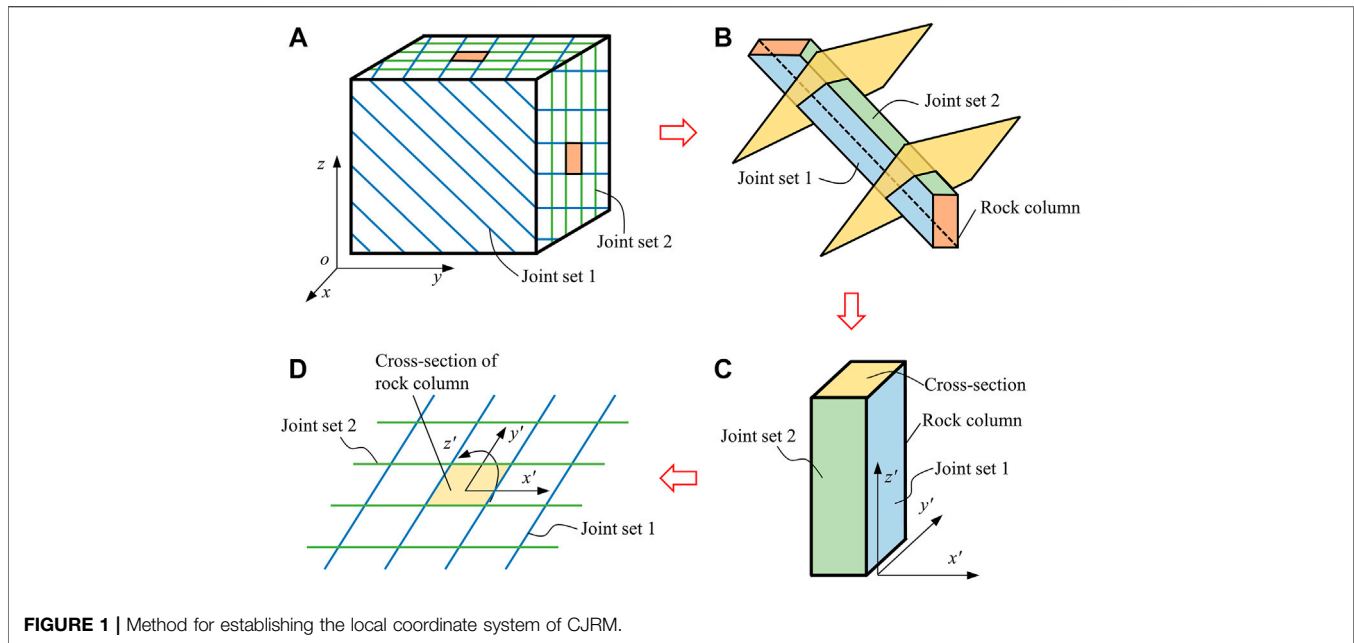 A
z
o
y
x
Joint set 2
Joint set 1
B
Joint set 2
Joint set 1
Rock column
D
Cross-section of
rock column
Joint set 2
z'
y'
x'
Joint set 1
C
Cross-section
Rock column
Joint set 2
Joint set 1
z'
y'
x'
FIGURE 1 | Method for establishing the local coordinate system of CJRM.